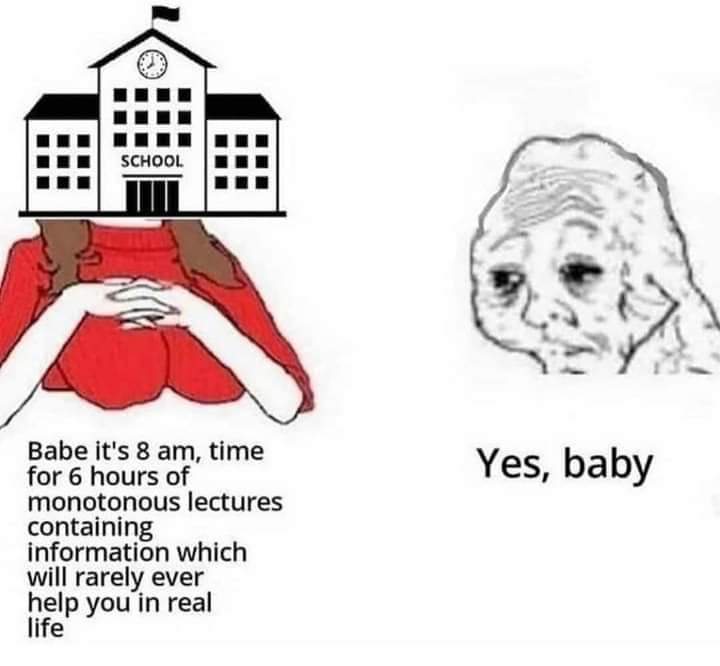 SCHOOL
Babe it's 8 am, time
for 6 hours of
monotonous lectures
containing
information which
will rarely ever
help you in real
life
Yes, baby